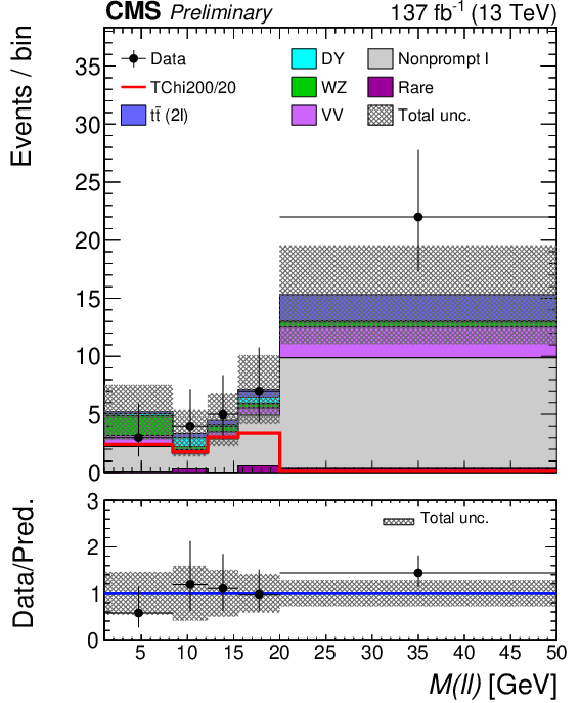 CMS Preliminary 137 fb⁻¹ (13 TeV)
Events / bin
35
30
25
20
15
10
5
0
Data
TChi200/20
tt̄ (2l)
DY
WZ
VV
Nonprompt l
Rare
Total unc.
Data/Pred.
3
2
1
0
Total unc.
5 10 15 20 25 30 35 40 45 50
M(ll) [GeV]